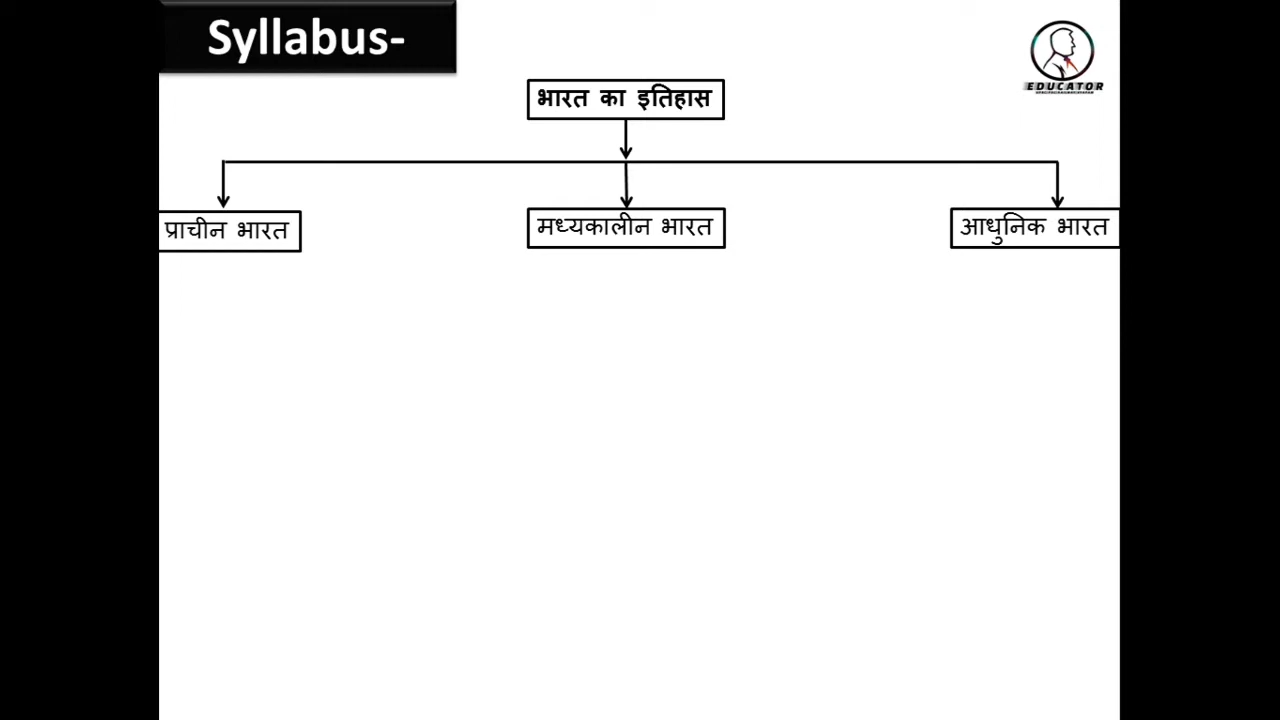 Syllabus-
EDUCATOR
भारत का इतिहास
प्राचीन भारत
मध्यकालीन भारत
आधुनिक भारत